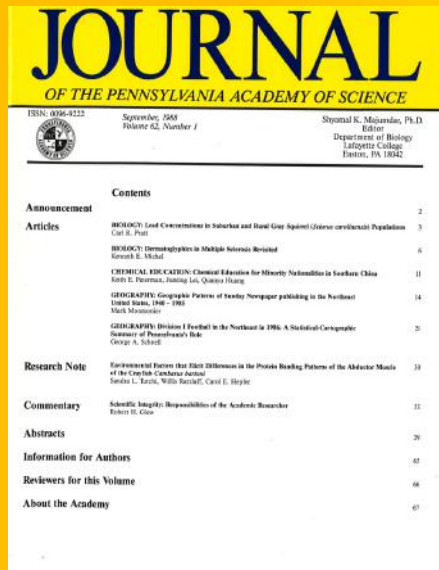 JOURNAL
OF THE PENNSYLVANIA ACADEMY OF SCIENCE
ISSN: 0096-9222
September, 1988
Volume 62, Number 1
Shyamal K. Majumdar, Ph.D.
Editor
Department of Biology
Lafayette College
Easton, PA 18042
Contents
Announcement 2
Articles
BIOLOGY: Lead Concentrations in Suburban and Rural Gray Squirrel (Sciurus carolinensis) Populations 3
Carl R. Pratt
BIOLOGY: Dermatoglyphics in Multiple Sclerosis Revisited 6
Kenneth E. Michel
CHEMICAL EDUCATION: Chemical Education for Minority Nationalities in Southern China 11
Keith E. Peterman, Jusong Lei, Quanyu Huang
GEOGRAPHY: Geographic Patterns of Sunday Newspaper publishing in the Northeast 14
United States, 1940 - 1985
Mark Monmonier
GEOGRAPHY: Division I Football in the Northeast in 1986: A Statistical-Cartographic 21
Summary of Pennsylvania's Role
George A. Schnell
Research Note
Environmental Factors that Elicit Differences in the Protein Banding Patterns of the Abductor Muscle 30
of the Crayfish Cambarus bartoni
Sandra L. Turchi, Willis Ratzlaff, Carol E. Hepfer
Commentary
Scientific Integrity: Responsibilities of the Academic Researcher 32
Robert H.
Abstracts
Information for Authors
Reviewers for this Volume 66
About the Academy 67